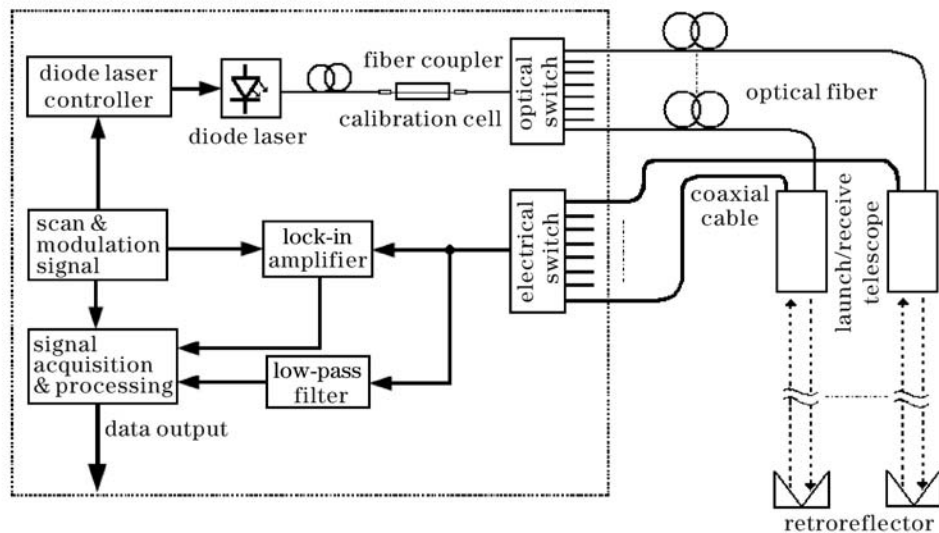 diode laser
controller
diode laser
fiber coupler
calibration cell
optical
switch
optical fiber
scan &
modulation
signal
lock-in
amplifier
electrical
switch
coaxial
cable
launch/receive
telescope
signal
acquisition
& processing
low-pass
filter
data output
retroreflector